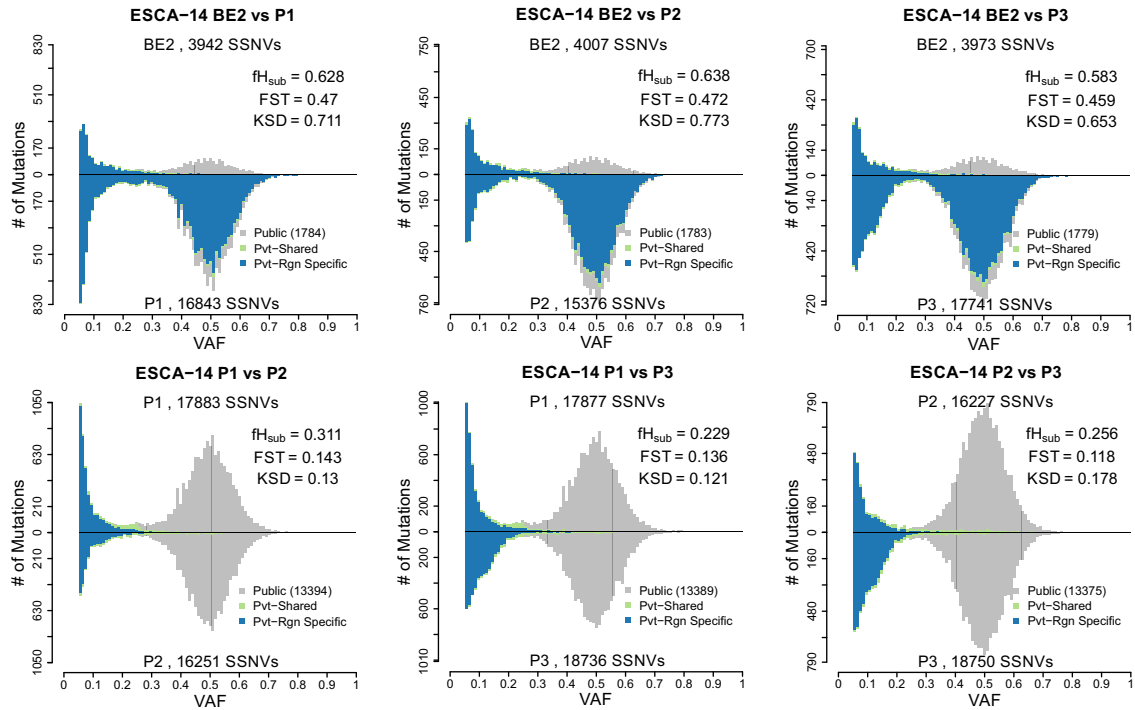 ESCA−14 BE2 vs P1
BE2 , 3942 SSNVs
fHsub = 0.628
FST = 0.47
KSD = 0.711
# of Mutations
830
510
170
0
170
510
830
Public (1784)
Pvt−Shared
Pvt−Rgn Specific
P1 , 16843 SSNVs
0 0.1 0.2 0.3 0.4 0.5 0.6 0.7 0.8 0.9 1
VAF
ESCA−14 BE2 vs P2
BE2 , 4007 SSNVs
fHsub = 0.638
FST = 0.472
KSD = 0.773
# of Mutations
750
450
150
0
150
450
760
Public (1783)
Pvt−Shared
Pvt−Rgn Specific
P2 , 15376 SSNVs
0 0.1 0.2 0.3 0.4 0.5 0.6 0.7 0.8 0.9 1
VAF
ESCA−14 BE2 vs P3
BE2 , 3973 SSNVs
fHsub = 0.583
FST = 0.459
KSD = 0.653
# of Mutations
700
420
140
0
140
420
720
Public (1779)
Pvt−Shared
Pvt−Rgn Specific
P3 , 17741 SSNVs
0 0.1 0.2 0.3 0.4 0.5 0.6 0.7 0.8 0.9 1
VAF
ESCA−14 P1 vs P2
P1 , 17883 SSNVs
fHsub = 0.311
FST = 0.143
KSD = 0.13
# of Mutations
1050
630
210
0
210
630
1050
Public (13394)
Pvt−Shared
Pvt−Rgn Specific
P2 , 16251 SSNVs
0 0.1 0.2 0.3 0.4 0.5 0.6 0.7 0.8 0.9 1
VAF
ESCA−14 P1 vs P3
P1 , 17877 SSNVs
fHsub = 0.229
FST = 0.136
KSD = 0.121
# of Mutations
1000
600
200
0
200
600
1010
Public (13389)
Pvt−Shared
Pvt−Rgn Specific
P3 , 18736 SSNVs
0 0.1 0.2 0.3 0.4 0.5 0.6 0.7 0.8 0.9 1
VAF
ESCA−14 P2 vs P3
P2 , 16227 SSNVs
fHsub = 0.256
FST = 0.118
KSD = 0.178
# of Mutations
790
480
160
0
160
480
790
Public (13375)
Pvt−Shared
Pvt−Rgn Specific
P3 , 18750 SSNVs
0 0.1 0.2 0.3 0.4 0.5 0.6 0.7 0.8 0.9 1
VAF